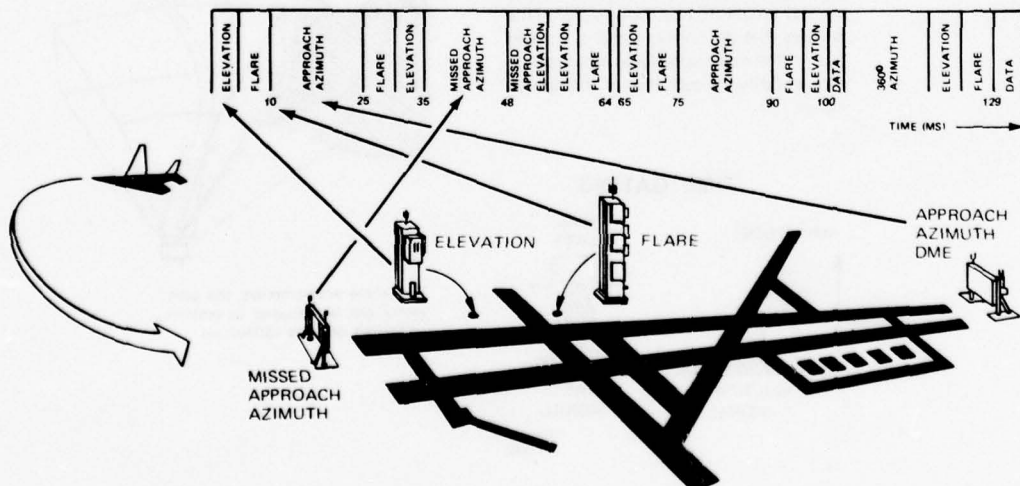 ELEVATION
FLARE
APPROACH
AZIMUTH
FLARE
ELEVATION
MISSED
APPROACH
AZIMUTH
MISSED
APPROACH
ELEVATION
ELEVATION
FLARE
ELEVATION
FLARE
APPROACH
AZIMUTH
FLARE
ELEVATION
DATA
360°
AZIMUTH
ELEVATION
FLARE
DATA
10 25 35 48 64 65 75 90 100 129
TIME (MS)
ELEVATION
FLARE
APPROACH
AZIMUTH
DME
MISSED
APPROACH
AZIMUTH